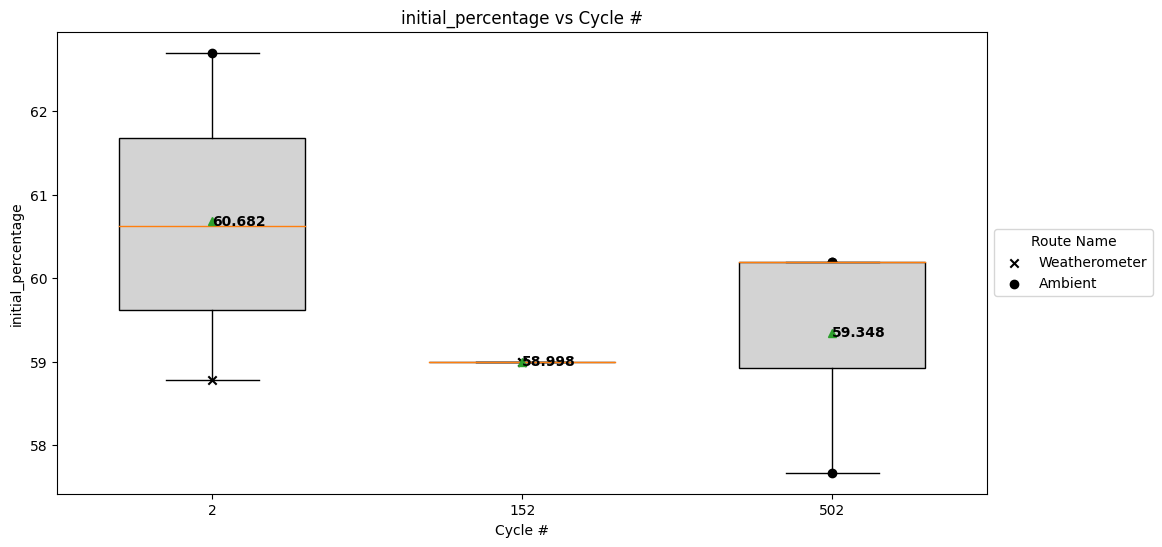 initial_percentage vs Cycle #
initial_percentage
62
61
60
59
58
60.682
58.998
59.348
2
152
502
Cycle #
Route Name
Weatherometer
Ambient